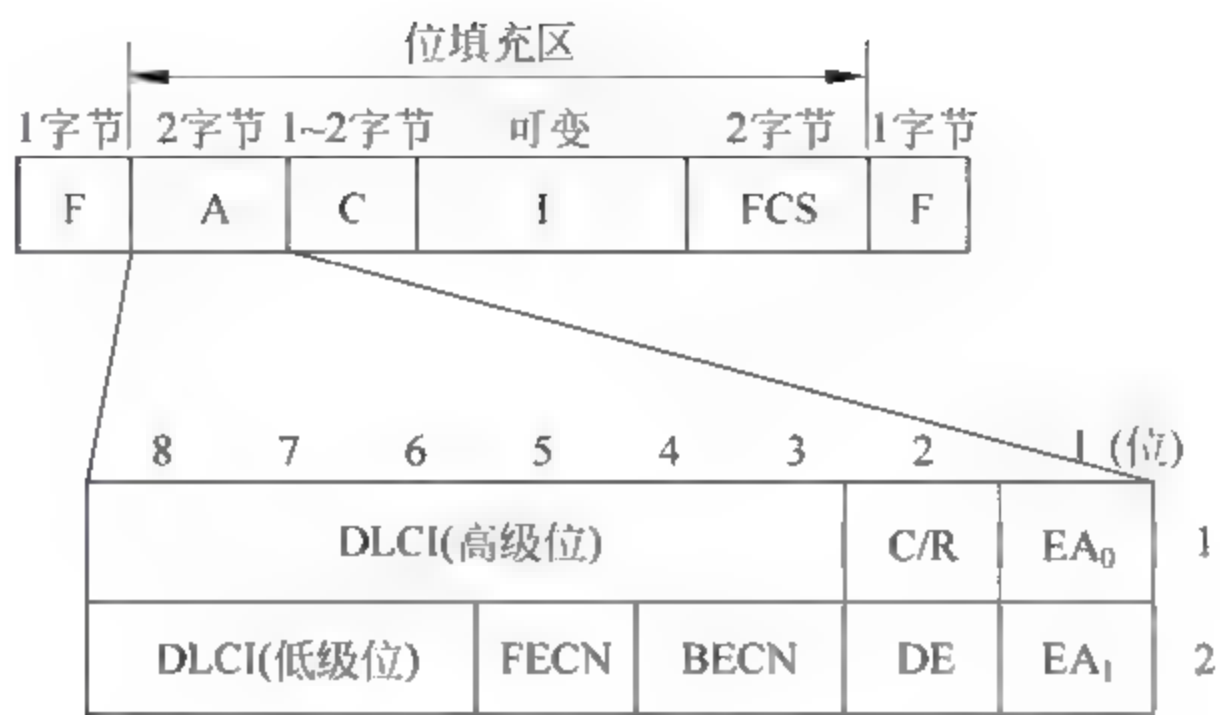 位填充区
1字节 2字节 1~2字节 可变 2字节 1字节
F A C I FCS F
8 7 6 5 4 3 2 1 (位)
DLCI(高级位) C/R EA₀ 1
DLCI(低级位) FECN BECN DE EA₁ 2